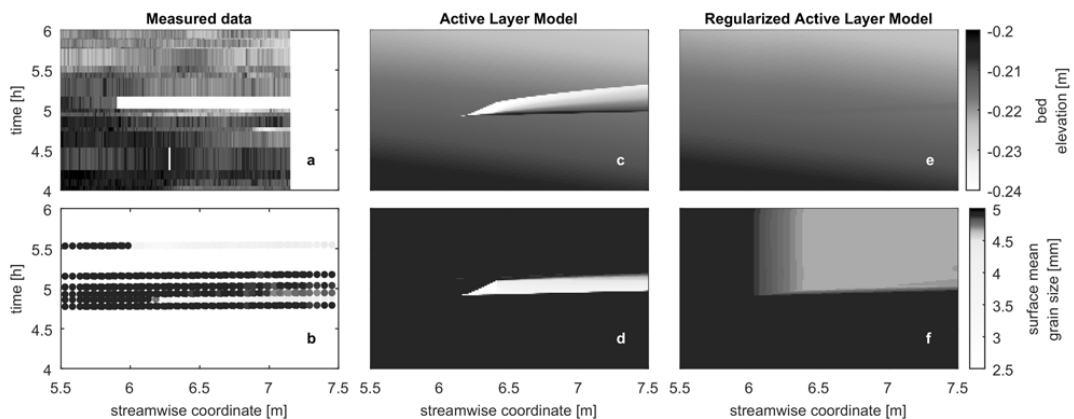 Measured data
Active Layer Model
Regularized Active Layer Model
6
5.5
5
4.5
4
time [h]
a
c
e
-0.2
-0.21
-0.22
-0.23
-0.24
bed
elevation [m]
6
5.5
5
4.5
4
time [h]
b
d
f
5
4.5
4
3.5
3
2.5
surface mean
grain size [mm]
5.5
6
6.5
7
7.5
5.5
6
6.5
7
7.5
5.5
6
6.5
7
7.5
streamwise coordinate [m]
streamwise coordinate [m]
streamwise coordinate [m]